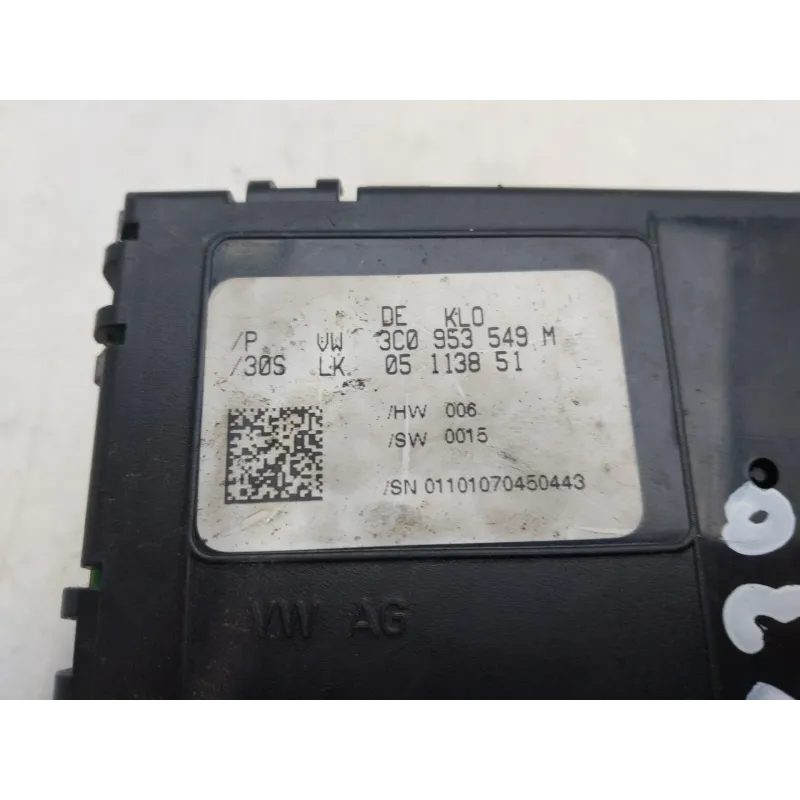 DE KLO
/P VW 3C0 953 549 M
/30S LK 05 1138 51
/HW 006
/SW 0015
/SN 01101070450443
VW AG